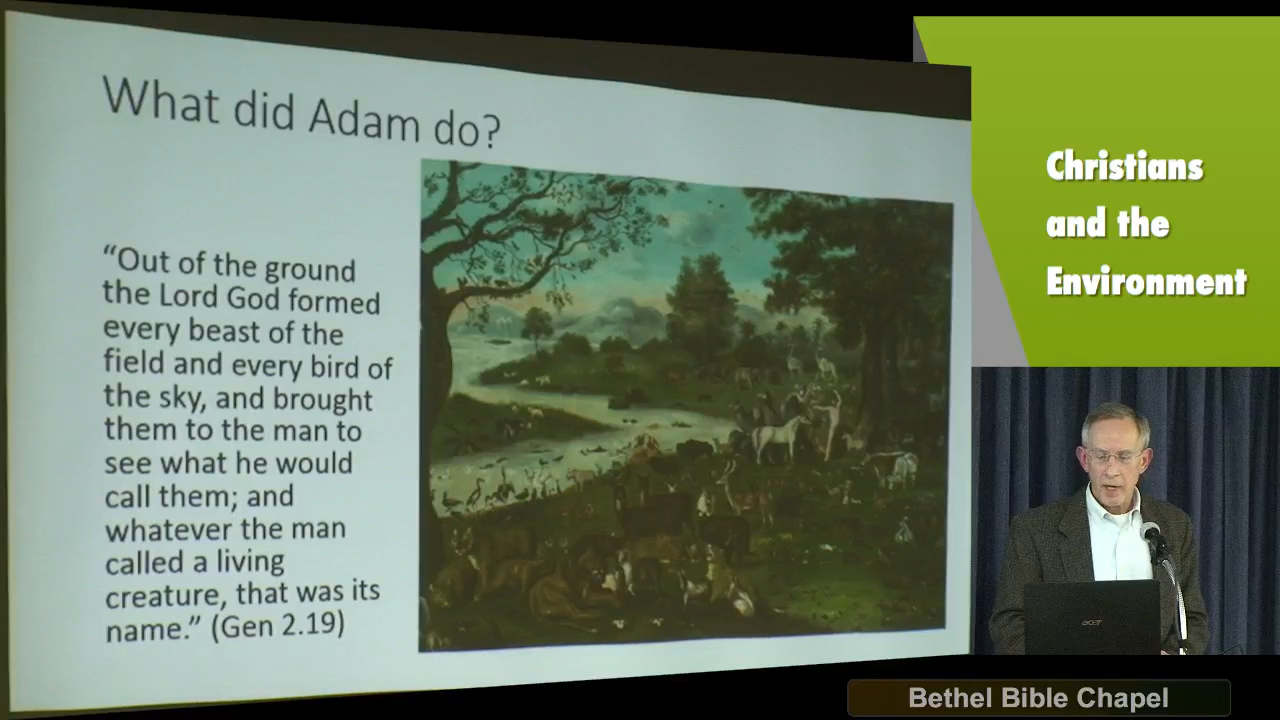 What did Adam do?
“Out of the ground
the Lord God formed
every beast of the
field and every bird of
the sky, and brought
them to the man to
see what he would
call them; and
whatever the man
called a living
creature, that was its
name.” (Gen 2.19)
Christians
and the
Environment
acer
Bethel Bible Chapel